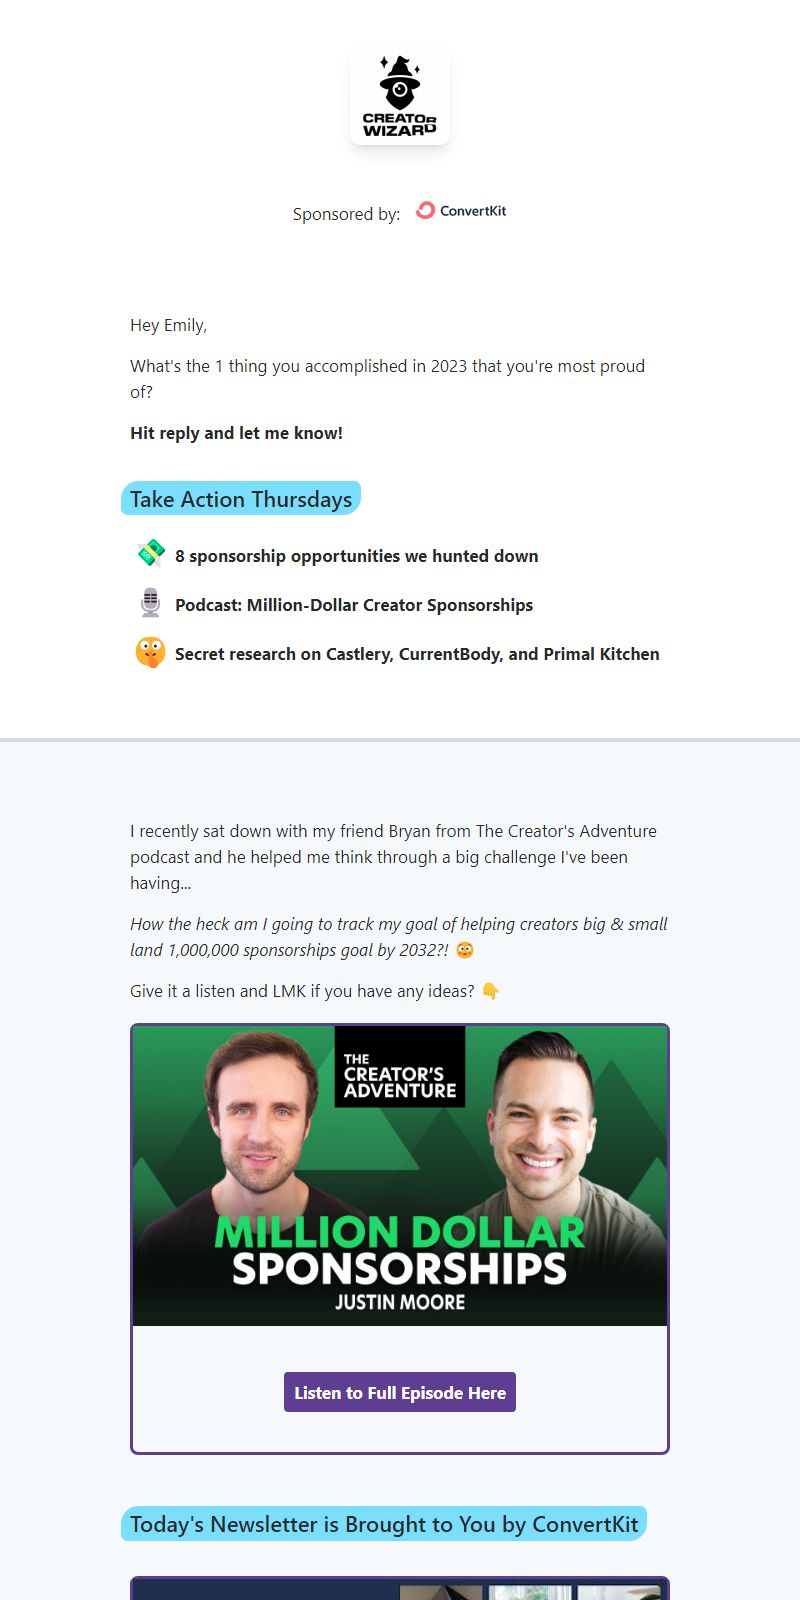 CREATOR
WIZARD
Sponsored by: ConvertKit
Hey Emily,
What's the 1 thing you accomplished in 2023 that you're most proud
of?
Hit reply and let me know!
Take Action Thursdays
💸 8 sponsorship opportunities we hunted down
🎙️ Podcast: Million-Dollar Creator Sponsorships
🤫 Secret research on Castlery, CurrentBody, and Primal Kitchen
I recently sat down with my friend Bryan from The Creator's Adventure
podcast and he helped me think through a big challenge I've been
having...
How the heck am I going to track my goal of helping creators big & small
land 1,000,000 sponsorships goal by 2032?! 😳
Give it a listen and LMK if you have any ideas? 👇
THE
CREATOR'S
ADVENTURE
MILLION DOLLAR
SPONSORSHIPS
JUSTIN MOORE
Listen to Full Episode Here
Today's Newsletter is Brought to You by ConvertKit